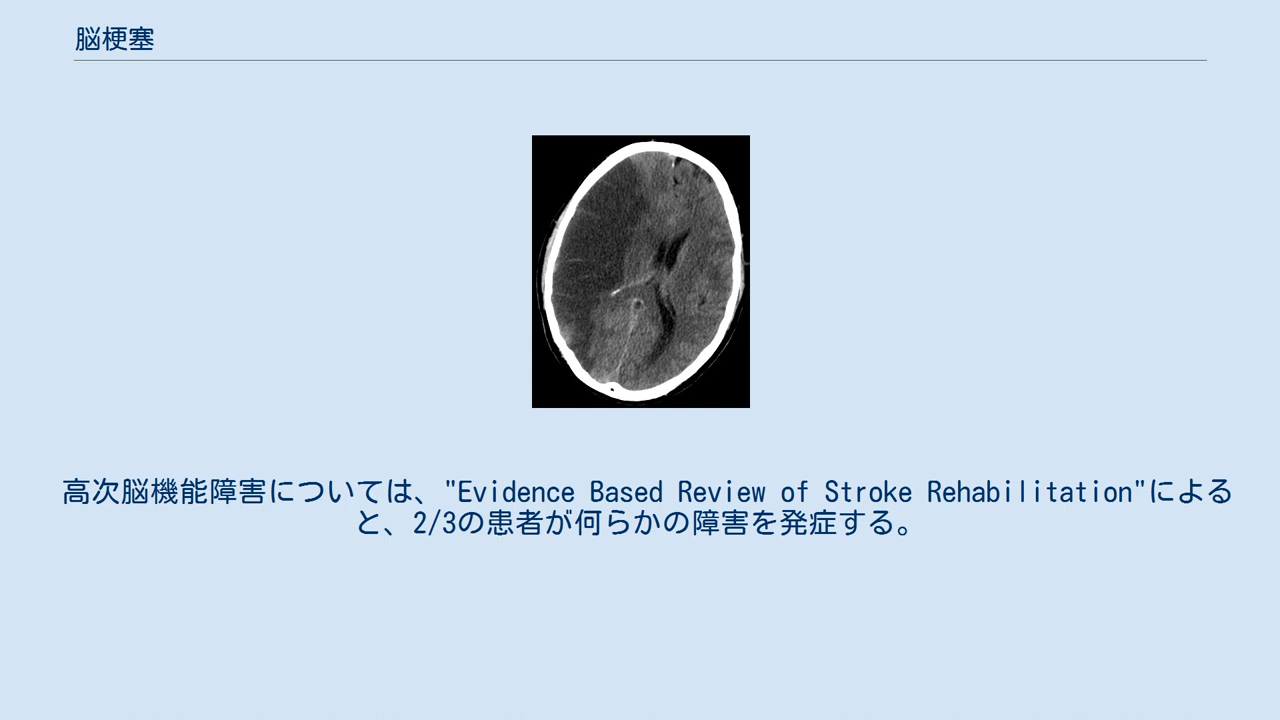 脳梗塞
高次脳機能障害については、"Evidence Based Review of Stroke Rehabilitation"による
と、2/3の患者が何らかの障害を発症する。